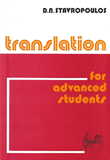 D.N. STAVROPOULOS
translation
for
advanced
students